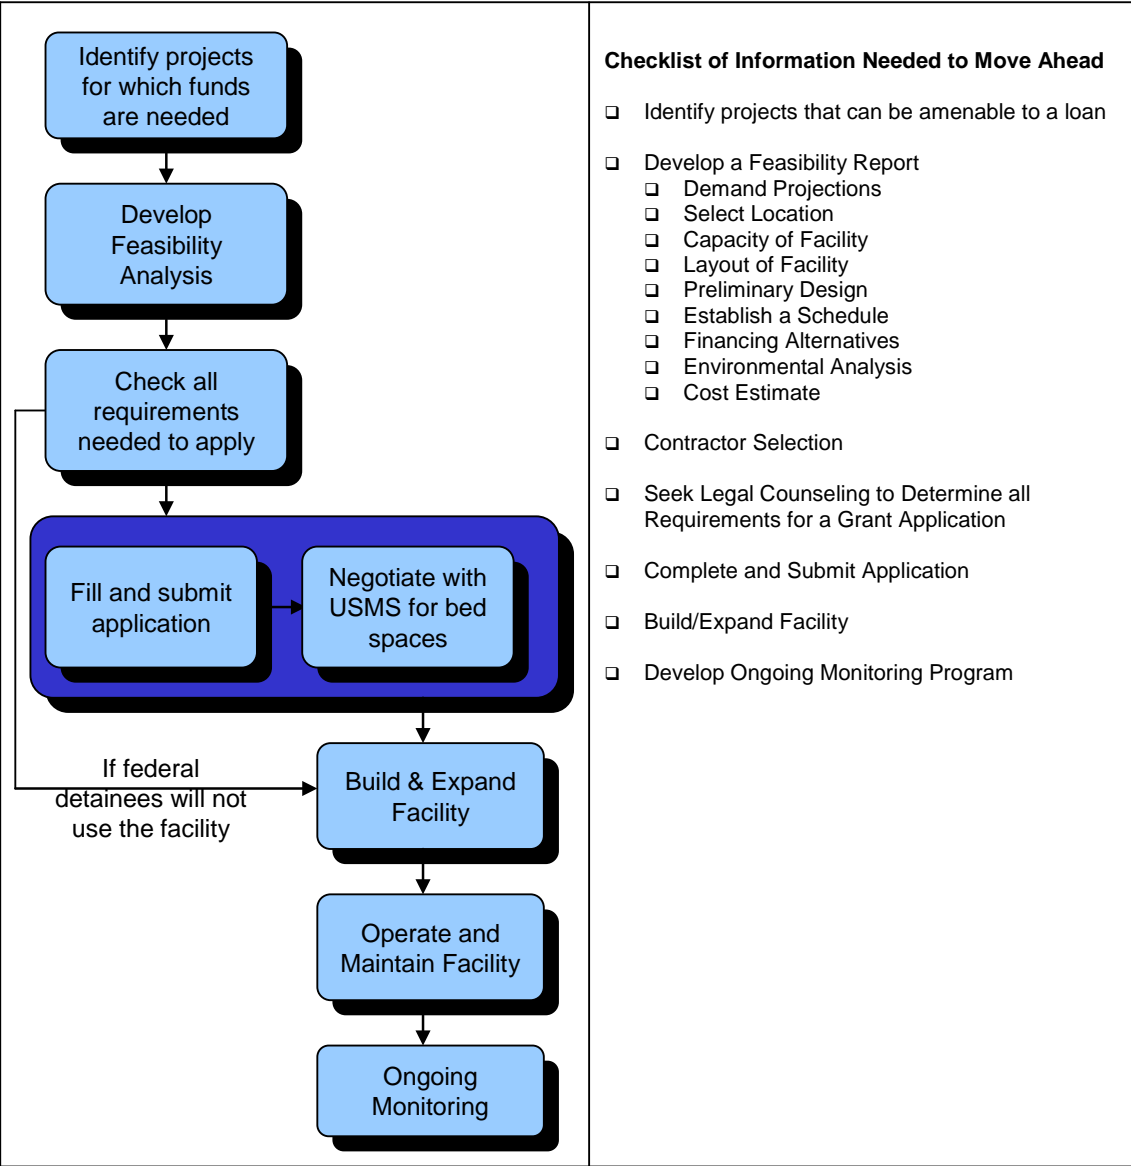 Identify projects
for which funds
are needed
Develop
Feasibility
Analysis
Check all
requirements
needed to apply
Fill and submit
application
Negotiate with
USMS for bed
spaces
If federal
detainees will not
use the facility
Build & Expand
Facility
Operate and
Maintain Facility
Ongoing
Monitoring
Checklist of Information Needed to Move Ahead
❑ Identify projects that can be amenable to a loan
❑ Develop a Feasibility Report
❑ Demand Projections
❑ Select Location
❑ Capacity of Facility
❑ Layout of Facility
❑ Preliminary Design
❑ Establish a Schedule
❑ Financing Alternatives
❑ Environmental Analysis
❑ Cost Estimate
❑ Contractor Selection
❑ Seek Legal Counseling to Determine all
Requirements for a Grant Application
❑ Complete and Submit Application
❑ Build/Expand Facility
❑ Develop Ongoing Monitoring Program